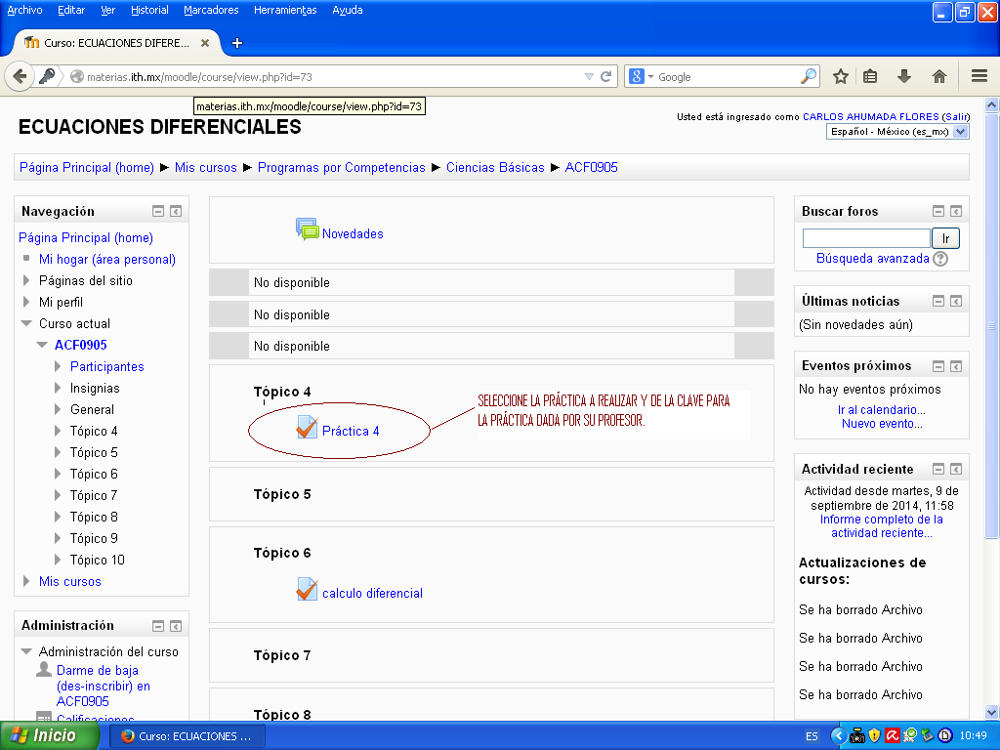 Archivo Editar Ver Historial Marcadores Herramientas Ayuda
Curso: ECUACIONES DIFERE...
materias.ith.mx/moodle/course/view.php?id=73
Google
materias.ith.mx/moodle/course/view.php?id=73
ECUACIONES DIFERENCIALES
Usted está ingresado como CARLOS AHUMADA FLORES (Salir)
Español - México (es_mx)
Página Principal (home) ► Mis cursos ► Programas por Competencias ► Ciencias Básicas ► ACF0905
Navegación
Página Principal (home)
Mi hogar (área personal)
Páginas del sitio
Mi perfil
Curso actual
ACF0905
Participantes
Insignias
General
Tópico 4
Tópico 5
Tópico 6
Tópico 7
Tópico 8
Tópico 9
Tópico 10
Mis cursos
Administración
Administración del curso
Darme de baja
(des-inscribir) en
ACF0905
Calificaciones
Novedades
No disponible
No disponible
No disponible
Tópico 4
Práctica 4
SELECCIONE LA PRÁCTICA A REALIZAR Y DE LA CLAVE PARA
LA PRÁCTICA DADA POR SU PROFESOR.
Tópico 5
Tópico 6
calculo diferencial
Tópico 7
Tópico 8
Buscar foros
Ir
Búsqueda avanzada
Últimas noticias
(Sin novedades aún)
Eventos próximos
No hay eventos próximos
Ir al calendario...
Nuevo evento...
Actividad reciente
Actividad desde martes, 9 de
septiembre de 2014, 11:58
Informe completo de la
actividad reciente...
Actualizaciones de
cursos:
Se ha borrado Archivo
Se ha borrado Archivo
Se ha borrado Archivo
Se ha borrado Archivo
Inicio
Curso: ECUACIONES ...
ES
10:49